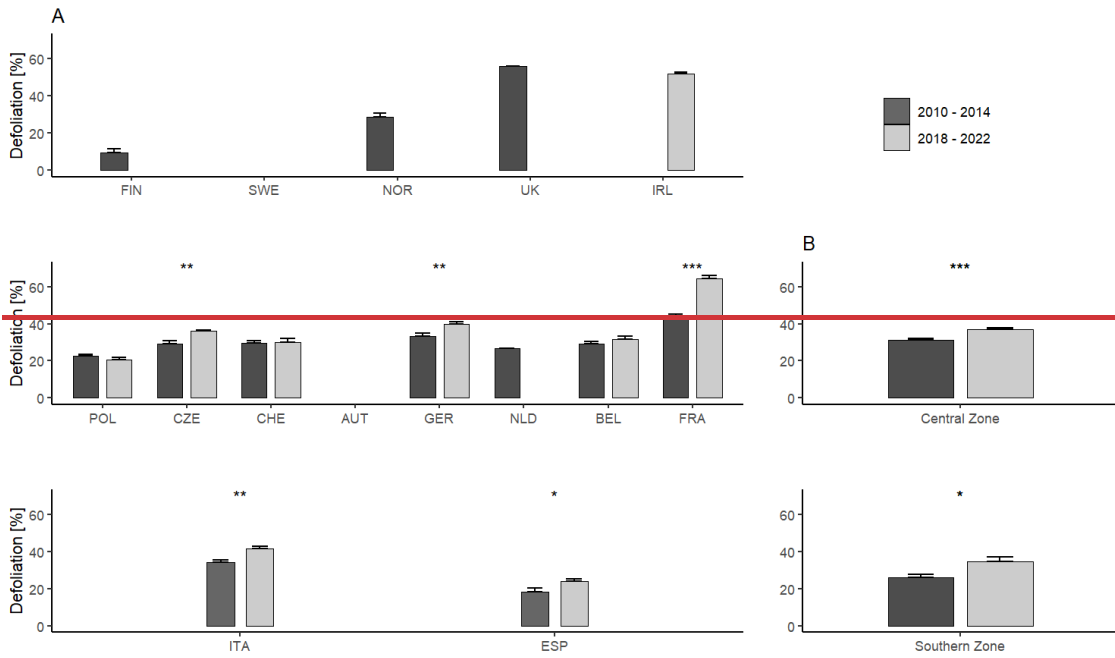 A
Defoliation [%]
60
40
20
0
FIN SWE NOR UK IRL
2010 - 2014
2018 - 2022
Defoliation [%]
60
40
20
0
** ** ***
POL CZE CHE AUT GER NLD BEL FRA
B
60
40
20
0
***
Central Zone
Defoliation [%]
60
40
20
0
** *
ITA ESP
60
40
20
0
*
Southern Zone